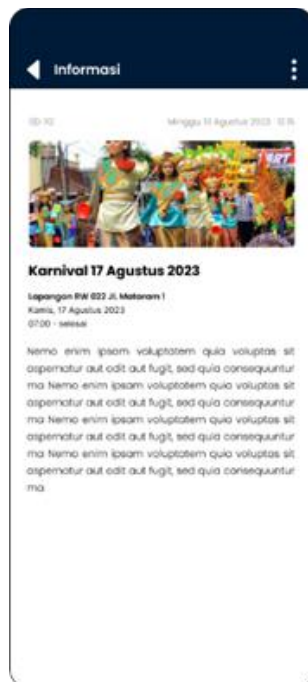 Informasi
Minggu 11 Agustus 2023
Karnival 17 Agustus 2023
Lapangan RW 022 Jl. Mataram 1
Kamis, 17 Agustus 2023
07.00 - selesai
Nemo enim ipsam voluptatem quia voluptas sit
aspernatur aut odit aut fugit, sed quia consequuntur
ma Nemo enim ipsam voluptatem quia voluptas sit
aspernatur aut odit aut fugit, sed quia consequuntur
ma Nemo enim ipsam voluptatem quia voluptas sit
aspernatur aut odit aut fugit, sed quia consequuntur
ma Nemo enim ipsam voluptatem quia voluptas sit
aspernatur aut odit aut fugit, sed quia consequuntur
ma